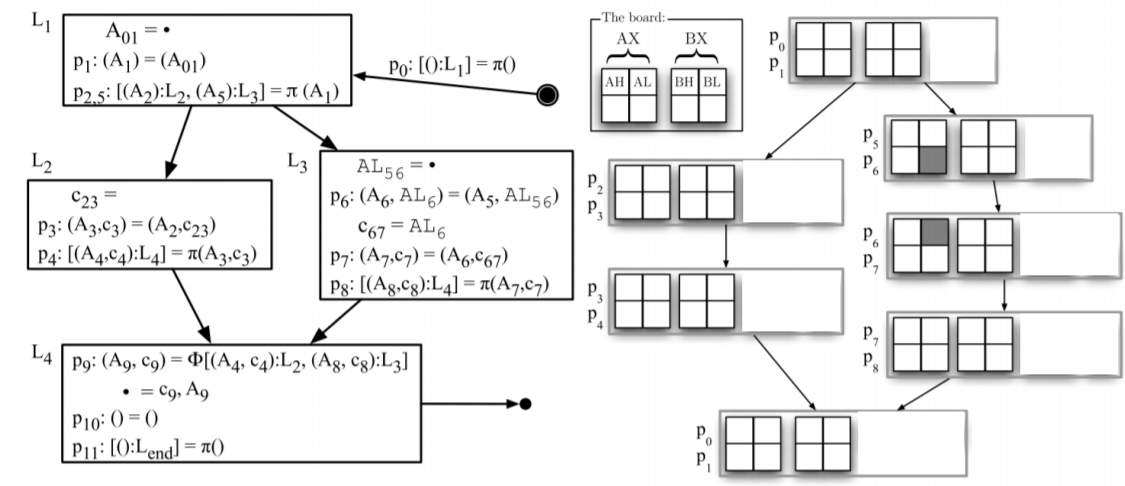 L1
A01 = •
p1: (A1) = (A01)
p2,5: [(A2):L2, (A5):L3] = π (A1)
p0: [():L1] = π()
L2
c23 =
p3: (A3,c3) = (A2,c23)
p4: [(A4,c4):L4] = π(A3,c3)
L3
AL56 = •
p6: (A6, AL6) = (A5, AL56)
c67 = AL6
p7: (A7,c7) = (A6,c67)
p8: [(A8,c8):L4] = π(A7,c7)
L4
p9: (A9, c9) = Φ[(A4, c4):L2, (A8, c8):L3]
• = c9, A9
p10: () = ()
p11: [():Lend] = π()
The board:
AX BX
AH AL BH BL
p0
p1
p5
p6
p2
p3
p6
p7
p3
p4
p7
p8
p0
p1